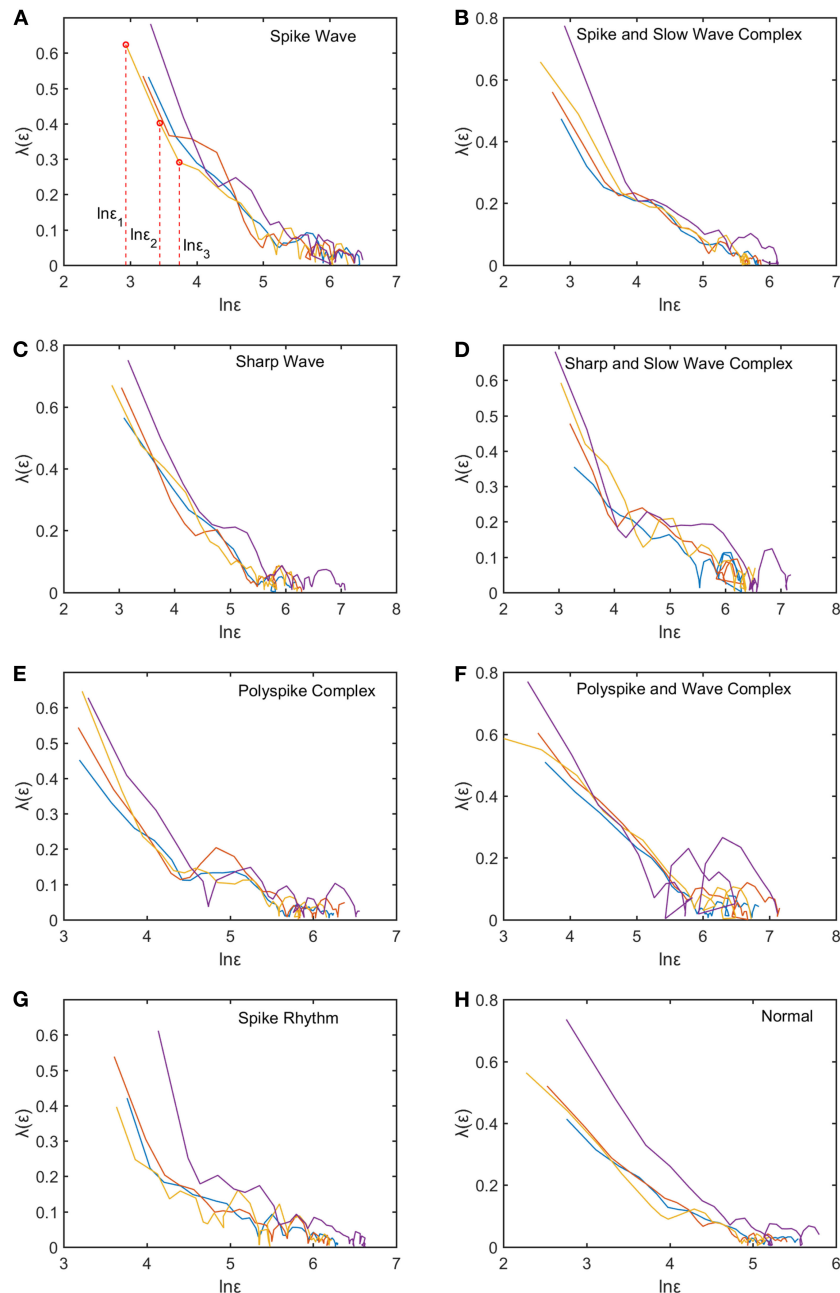 A
Spike Wave
0.6
0.5
0.4
0.3
0.2
0.1
0
λ(ε)
lnε1
lnε2
lnε3
2 3 4 5 6 7
lnε
B
Spike and Slow Wave Complex
0.8
0.6
0.4
0.2
0
λ(ε)
2 3 4 5 6 7
lnε
C
Sharp Wave
0.8
0.6
0.4
0.2
0
λ(ε)
2 3 4 5 6 7 8
lnε
D
Sharp and Slow Wave Complex
0.6
0.5
0.4
0.3
0.2
0.1
0
λ(ε)
2 3 4 5 6 7 8
lnε
E
Polyspike Complex
0.6
0.5
0.4
0.3
0.2
0.1
0
λ(ε)
3 4 5 6 7
lnε
F
Polyspike and Wave Complex
0.8
0.6
0.4
0.2
0
λ(ε)
3 4 5 6 7 8
lnε
G
Spike Rhythm
0.7
0.6
0.5
0.4
0.3
0.2
0.1
0
λ(ε)
3 4 5 6 7
lnε
H
Normal
0.8
0.6
0.4
0.2
0
λ(ε)
2 3 4 5 6
lnε